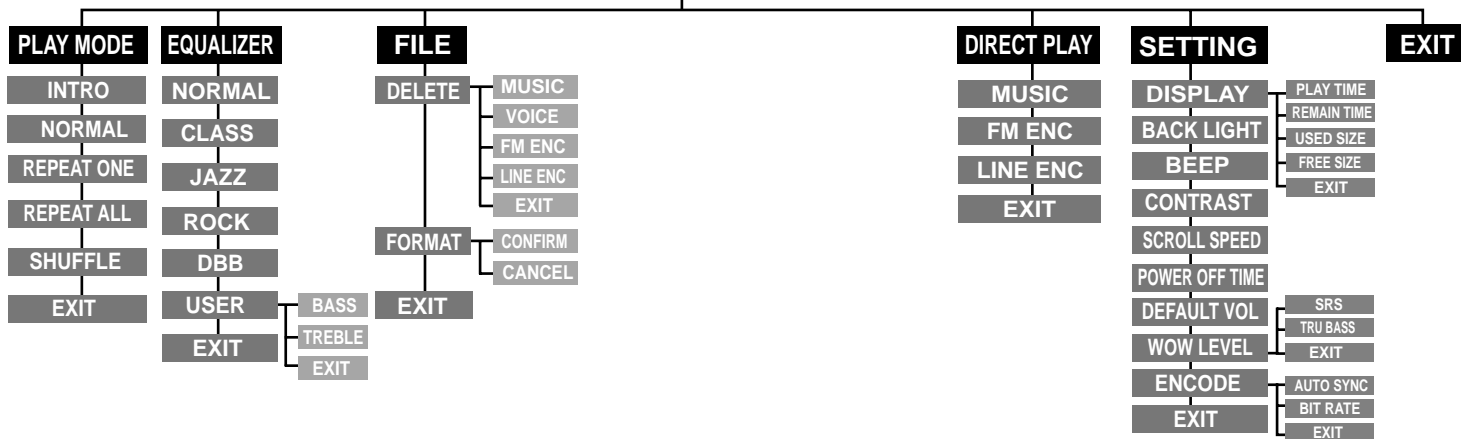 PLAY MODE
INTRO
NORMAL
REPEAT ONE
REPEAT ALL
SHUFFLE
EXIT
EQUALIZER
NORMAL
CLASS
JAZZ
ROCK
DBB
USER
BASS
TREBLE
EXIT
EXIT
FILE
DELETE
MUSIC
VOICE
FM ENC
LINE ENC
EXIT
FORMAT
CONFIRM
CANCEL
EXIT
DIRECT PLAY
MUSIC
FM ENC
LINE ENC
EXIT
SETTING
DISPLAY
PLAY TIME
REMAIN TIME
USED SIZE
FREE SIZE
EXIT
BACK LIGHT
BEEP
CONTRAST
SCROLL SPEED
POWER OFF TIME
DEFAULT VOL
WOW LEVEL
SRS
TRU BASS
EXIT
ENCODE
AUTO SYNC
BIT RATE
EXIT
EXIT
EXIT